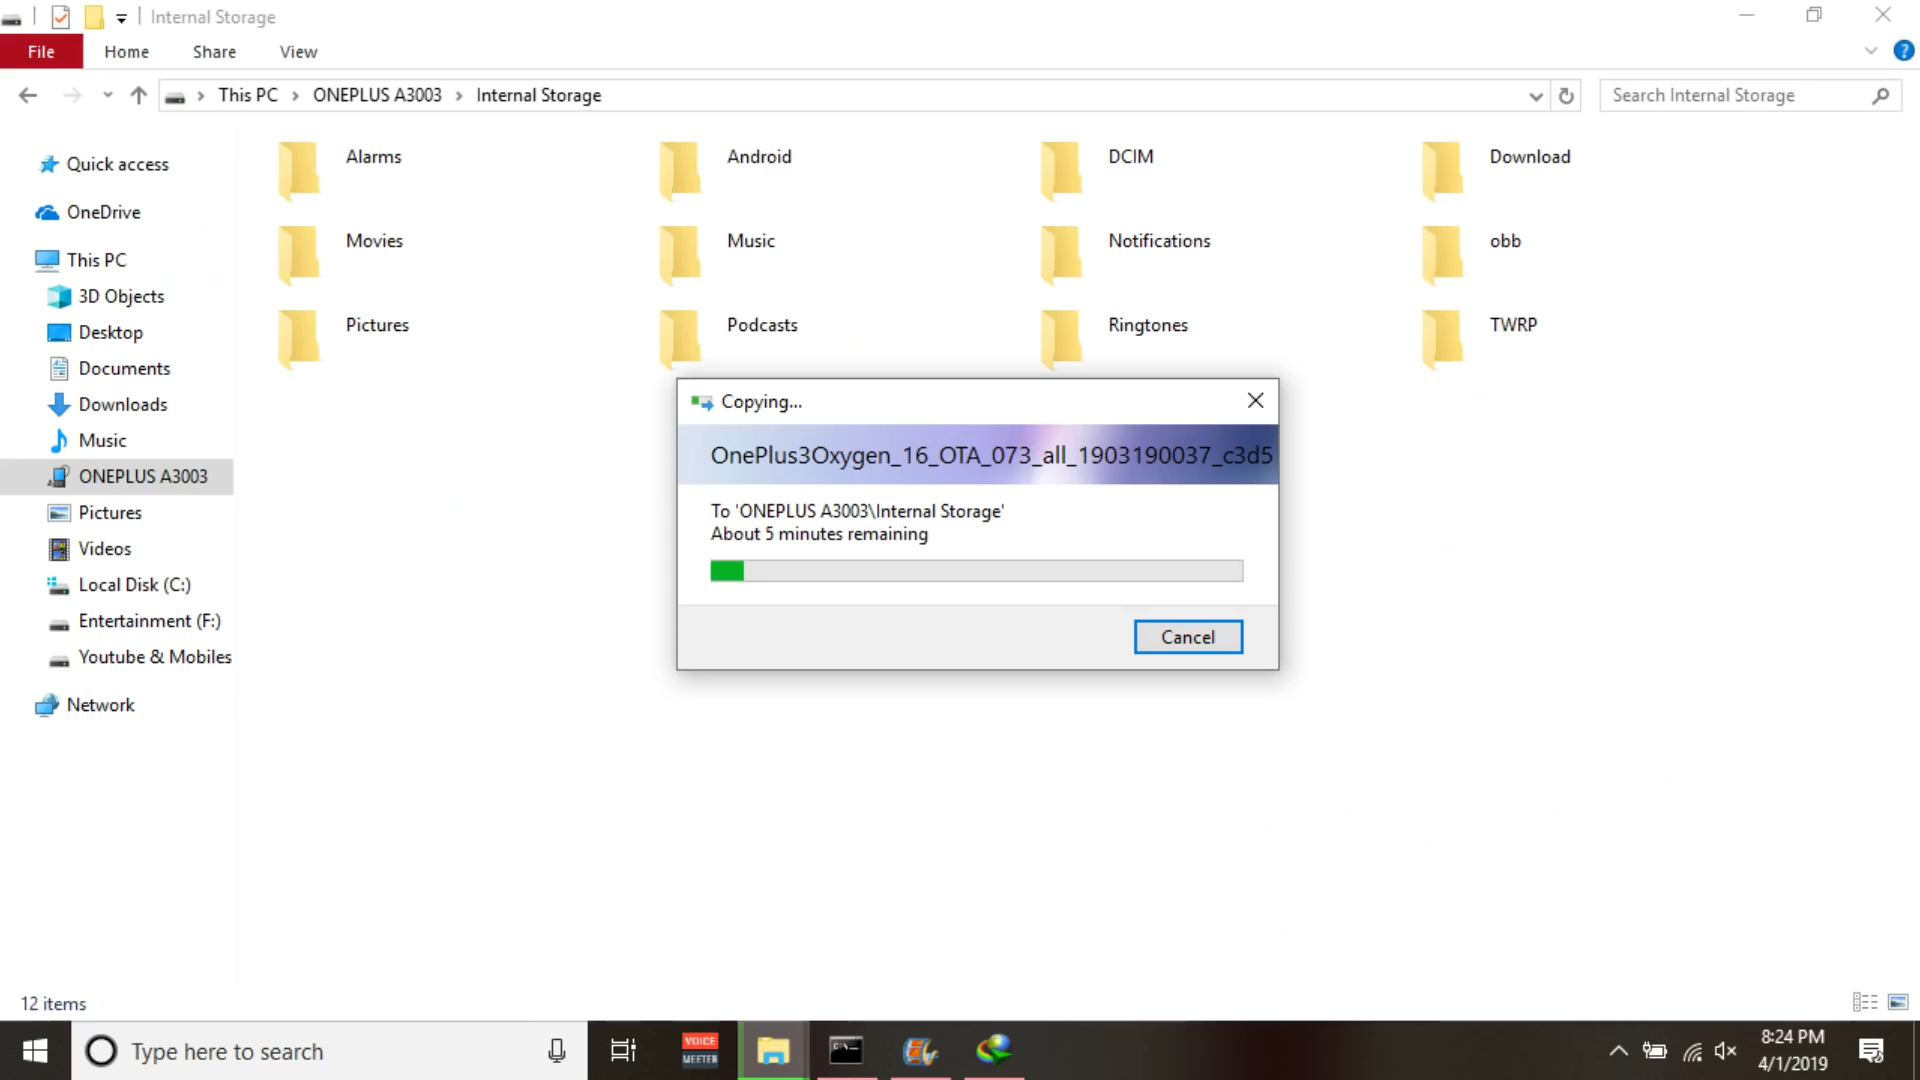 Internal Storage
File Home Share View
This PC ONEPLUS A3003 Internal Storage
Search Internal Storage
Quick access
OneDrive
This PC
3D Objects
Desktop
Documents
Downloads
Music
ONEPLUS A3003
Pictures
Videos
Local Disk (C:)
Entertainment (F:)
Youtube & Mobiles
Network
Alarms Android DCIM Download
Movies Music Notifications obb
Pictures Podcasts Ringtones TWRP
Copying...
OnePlus3Oxygen_16_OTA_073_all_1903190037_c3d5
To 'ONEPLUS A3003\Internal Storage'
About 5 minutes remaining
Cancel
12 items
Type here to search
VOICE
MEETER
8:24 PM
4/1/2019